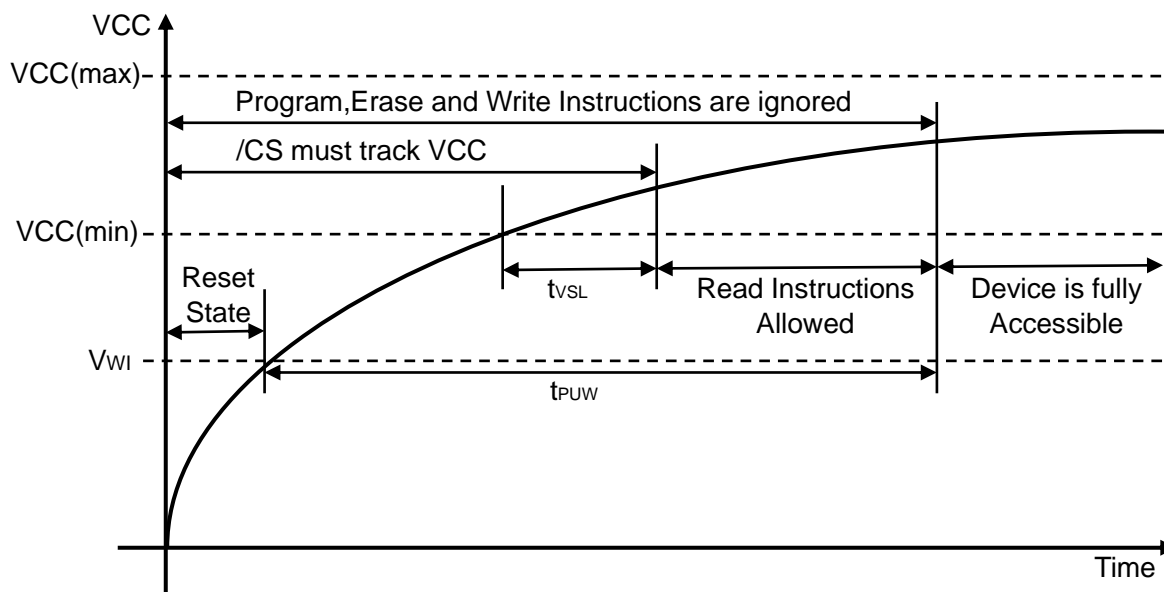 VCC
VCC(max)
Program,Erase and Write Instructions are ignored
/CS must track VCC
VCC(min)
Reset
State
tVSL
Read Instructions
Allowed
Device is fully
Accessible
VWI
tPUW
Time